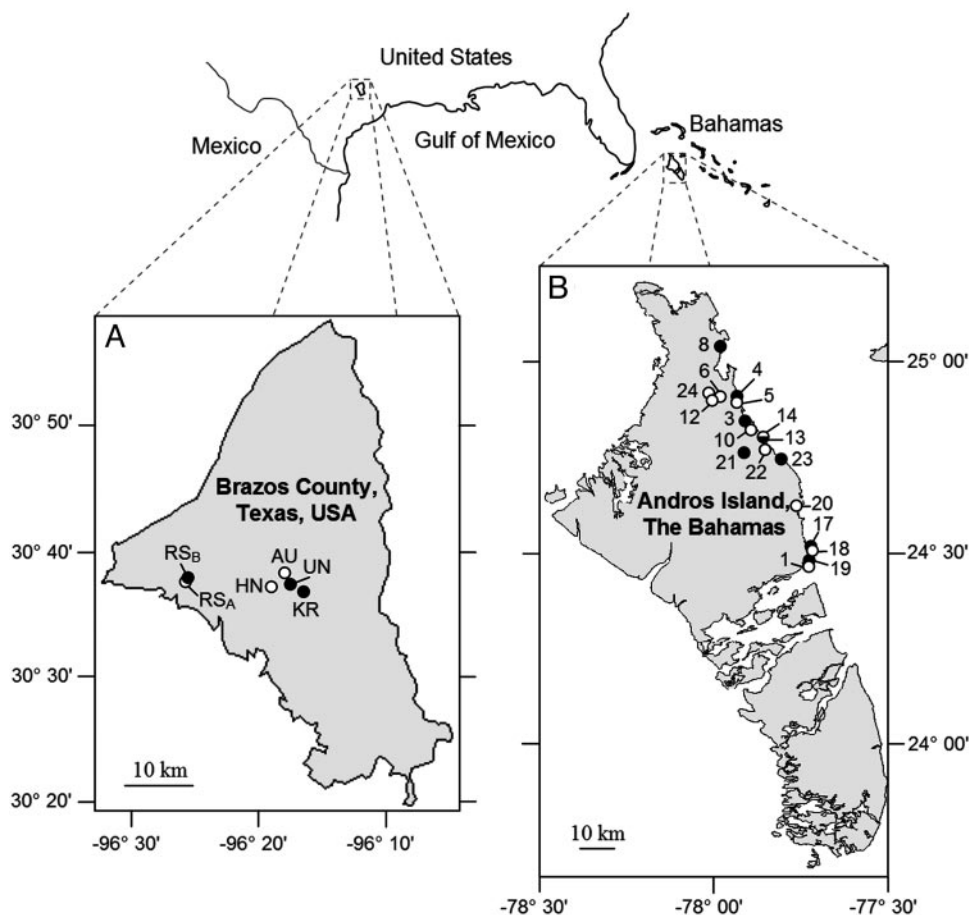 United States
Mexico
Gulf of Mexico
Bahamas
A
30° 50'
30° 40'
30° 30'
30° 20'
Brazos County,
Texas, USA
RSB
RSA
HN
AU
UN
KR
10 km
-96° 30'
-96° 20'
-96° 10'
B
8
6
4
24
5
12
3
14
10
13
21
22
23
Andros Island,
The Bahamas
20
17
18
1
19
25° 00'
24° 30'
24° 00'
10 km
-78° 30'
-78° 00'
-77° 30'